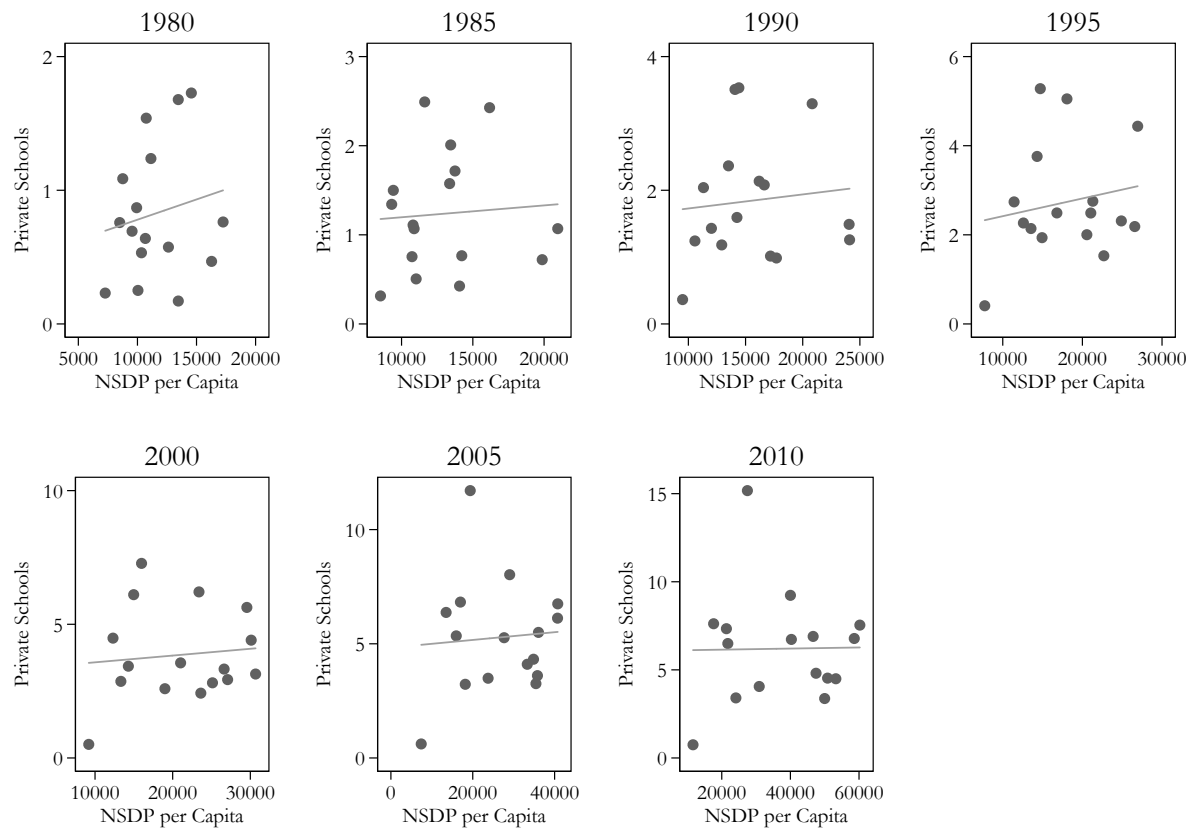 1980
1985
1990
1995
2
1
0
Private Schools
5000 10000 15000 20000
NSDP per Capita
3
2
1
0
Private Schools
10000 15000 20000
NSDP per Capita
4
2
0
Private Schools
10000 15000 20000 25000
NSDP per Capita
6
4
2
0
Private Schools
10000 20000 30000
NSDP per Capita
2000
2005
2010
10
5
0
Private Schools
10000 20000 30000
NSDP per Capita
10
5
0
Private Schools
0 20000 40000
NSDP per Capita
15
10
5
0
Private Schools
20000 40000 60000
NSDP per Capita